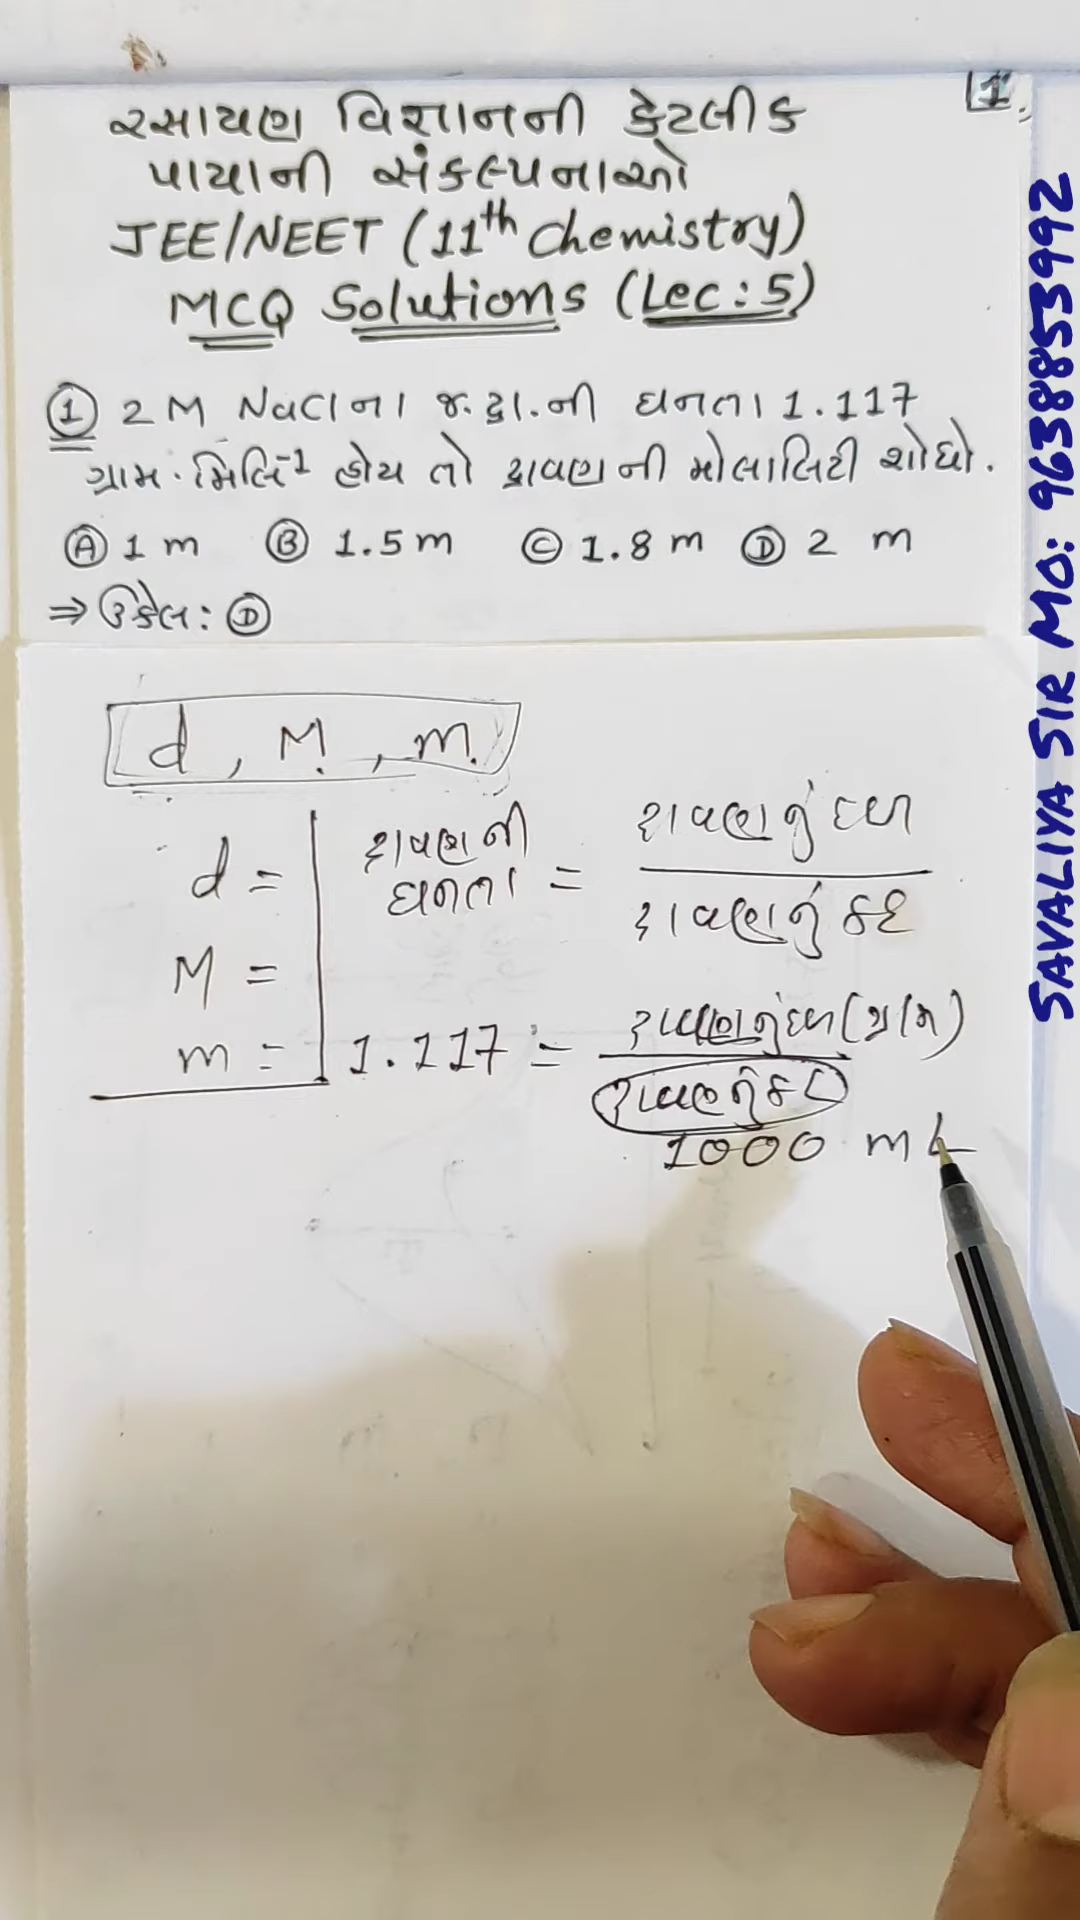 1.
રસાયણ વિજ્ઞાનની કેટલીક
પાયાની સંકલ્પનાઓ
JEE/NEET (11th Chemistry)
MCQ Solutions (Lec:5)
① 2 M NaCl ના જ.દ્રા.ની ઘનતા 1.117
ગ્રામ.મિલિ-1 હોય તો દ્રાવણની મોલાલિટી શોધો.
Ⓐ 1 m Ⓑ 1.5 m Ⓒ 1.8 m Ⓓ 2 m
⇒ ઉકેલ: Ⓓ
d, M, m
d = દ્રાવણની ઘનતા = દ્રાવણનું દળ / દ્રાવણનું કદ
M =
m = 1.117 = દ્રાવણનું દળ (ગ્રામ) / દ્રાવણનું કદ
1000 mL
SAVALIYA SIR MO: 9638853992